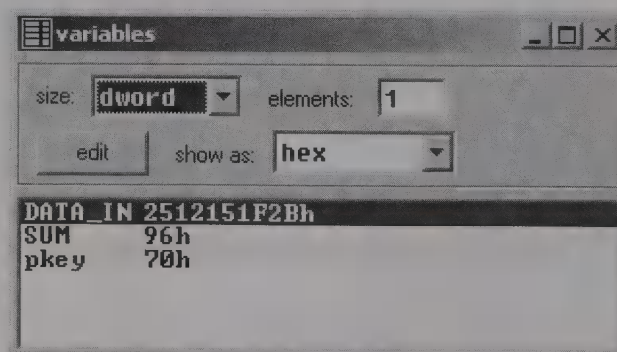 variables
size: dword elements: 1
edit show as: hex
DATA_IN 2512151F2Bh
SUM 96h
pkey 70h